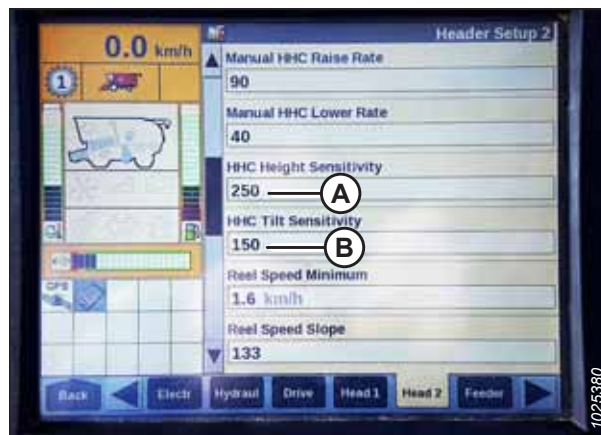 0.0 km/h
Header Setup 2
1
Manual HHC Raise Rate
90
Manual HHC Lower Rate
40
HHC Height Sensitivity
250
A
HHC Tilt Sensitivity
150
B
Reel Speed Minimum
1.6 km/h
GPS
Reel Speed Slope
133
Back
Electr
Hydraul
Drive
Head 1
Head 2
Feeder
1025380